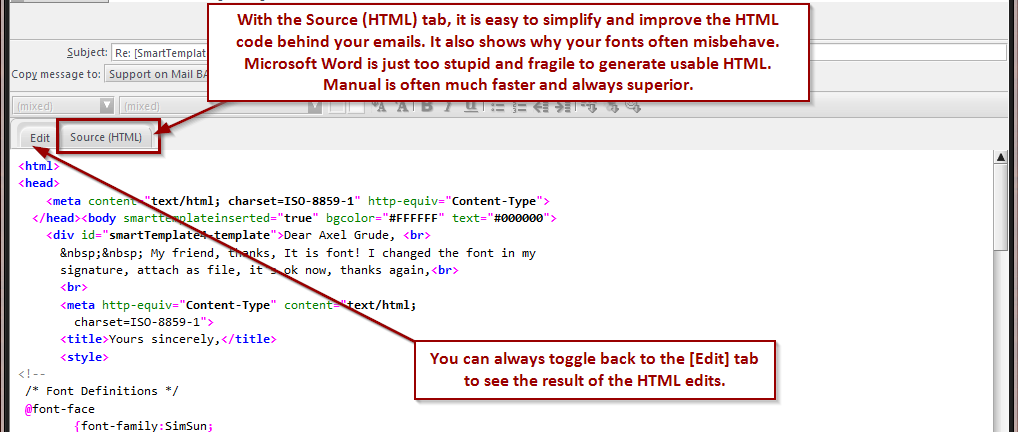 With the Source (HTML) tab, it is easy to simplify and improve the HTML
code behind your emails. It also shows why your fonts often misbehave.
Microsoft Word is just too stupid and fragile to generate usable HTML.
Manual is often much faster and always superior.
Subject: Re: [SmartTemplat
Copy message to: Support on Mail BA
(mixed) (mixed)
Edit Source (HTML)
<html>
<head>
<meta content="text/html; charset=ISO-8859-1" http-equiv="Content-Type">
</head><body smarttemplateinserted="true" bgcolor="#FFFFFF" text="#000000">
<div id="smartTemplate4-template">Dear Axel Grude, <br>
&nbsp;&nbsp; My friend, thanks, It is font! I changed the font in my
signature, attach as file, it's ok now, thanks again,<br>
<br>
<meta http-equiv="Content-Type" content="text/html;
charset=ISO-8859-1">
<title>Yours sincerely,</title>
<style>
<!--
/* Font Definitions */
@font-face
{font-family:SimSun;
You can always toggle back to the [Edit] tab
to see the result of the HTML edits.